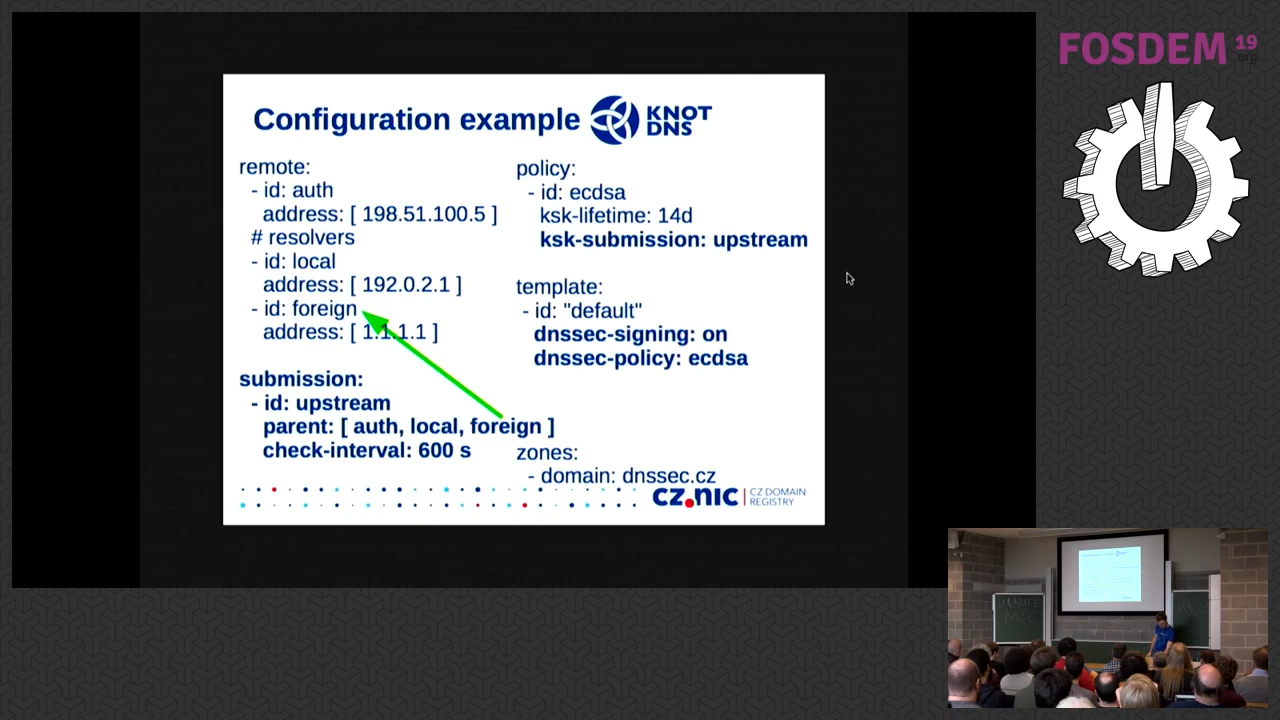 FOSDEM 19
.org
Configuration example
KNOT
DNS
remote:
- id: auth
address: [ 198.51.100.5 ]
# resolvers
- id: local
address: [ 192.0.2.1 ]
- id: foreign
address: [ 1.1.1.1 ]
submission:
- id: upstream
parent: [ auth, local, foreign ]
check-interval: 600 s
policy:
- id: ecdsa
ksk-lifetime: 14d
ksk-submission: upstream
template:
- id: "default"
dnssec-signing: on
dnssec-policy: ecdsa
zones:
- domain: dnssec.cz
cz.nic
CZ DOMAIN
REGISTRY